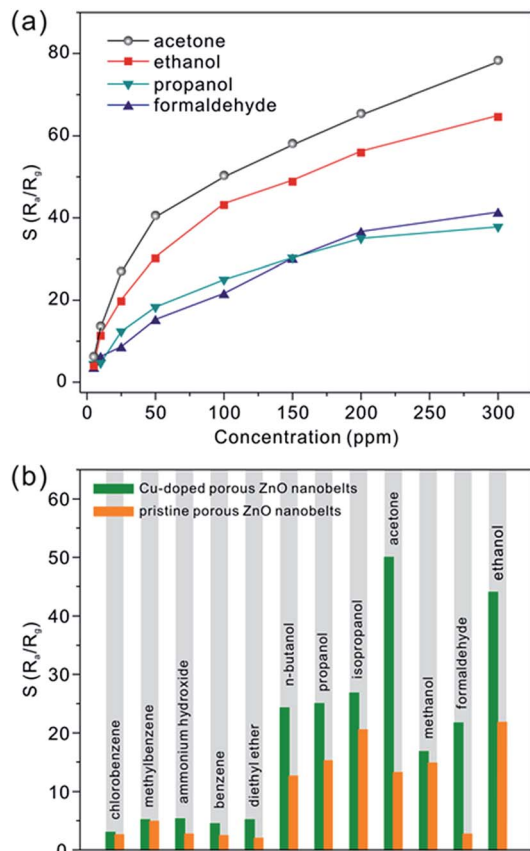 (a)
acetone
ethanol
propanol
formaldehyde
80
60
40
20
0
S (Ra/Rg)
0 50 100 150 200 250 300
Concentration (ppm)
(b)
Cu-doped porous ZnO nanobelts
pristine porous ZnO nanobelts
60
50
40
30
20
10
0
S (Ra/Rg)
chlorobenzene
methylbenzene
ammonium hydroxide
benzene
diethyl ether
n-butanol
propanol
isopropanol
acetone
methanol
formaldehyde
ethanol